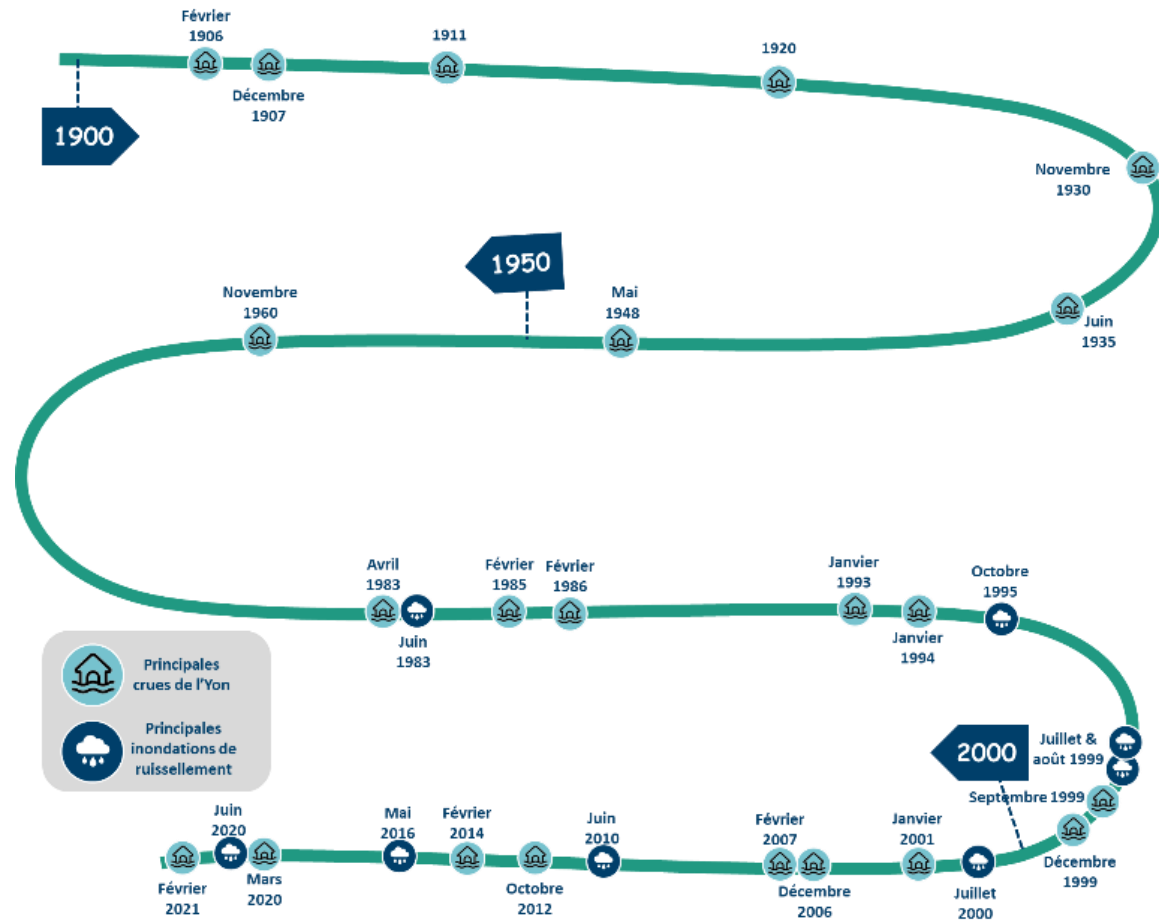 Février
1906
Décembre
1907
1911
1920
1900
Novembre
1930
1950
Novembre
1960
Mai
1948
Juin
1935
Avril
1983
Juin
1983
Février
1985
Février
1986
Janvier
1993
Janvier
1994
Octobre
1995
Principales
crues de l'Yon
Principales
inondations de
ruissellement
2000
Juillet &
août 1999
Septembre 1999
Décembre
1999
Juillet
2000
Janvier
2001
Février
2007
Décembre
2006
Juin
2010
Octobre
2012
Février
2014
Mai
2016
Juin
2020
Mars
2020
Février
2021